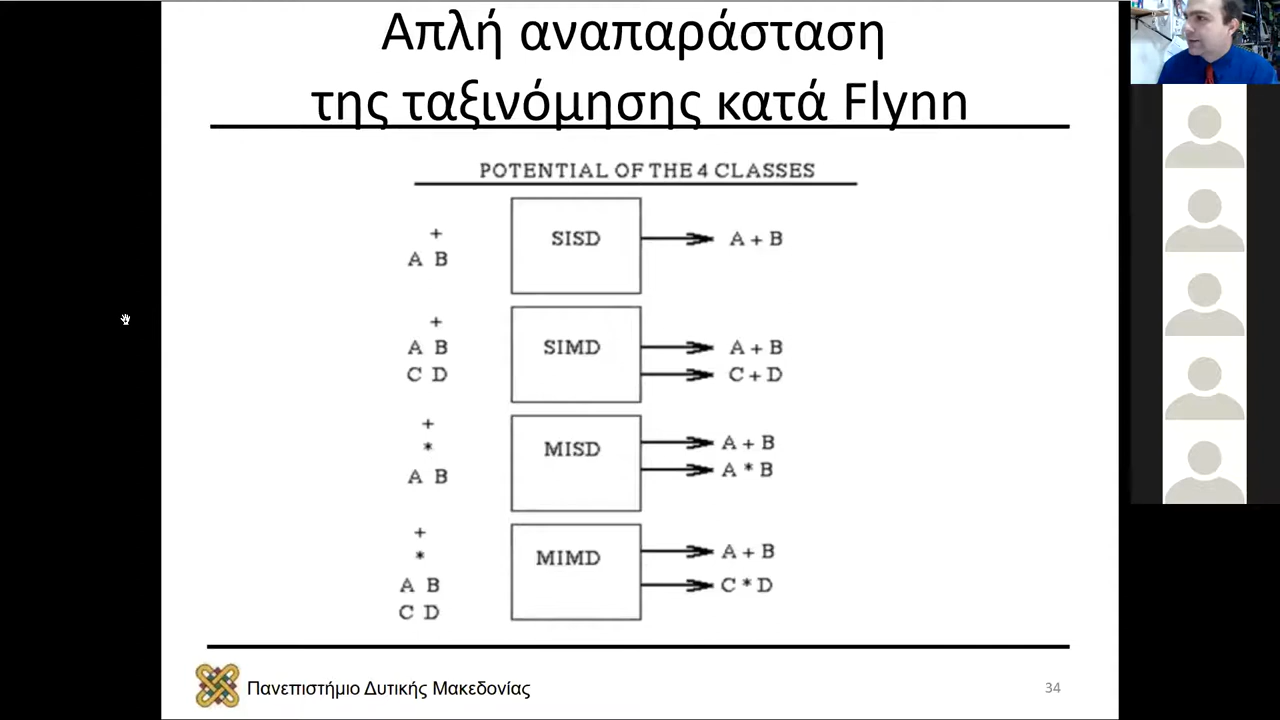 Απλή αναπαράσταση
της ταξινόμησης κατά Flynn
POTENTIAL OF THE 4 CLASSES
+
A B
SISD
A + B
+
A B
C D
SIMD
A + B
C + D
+
*
A B
MISD
A + B
A * B
+
*
A B
C D
MIMD
A + B
C * D
Πανεπιστήμιο Δυτικής Μακεδονίας
34